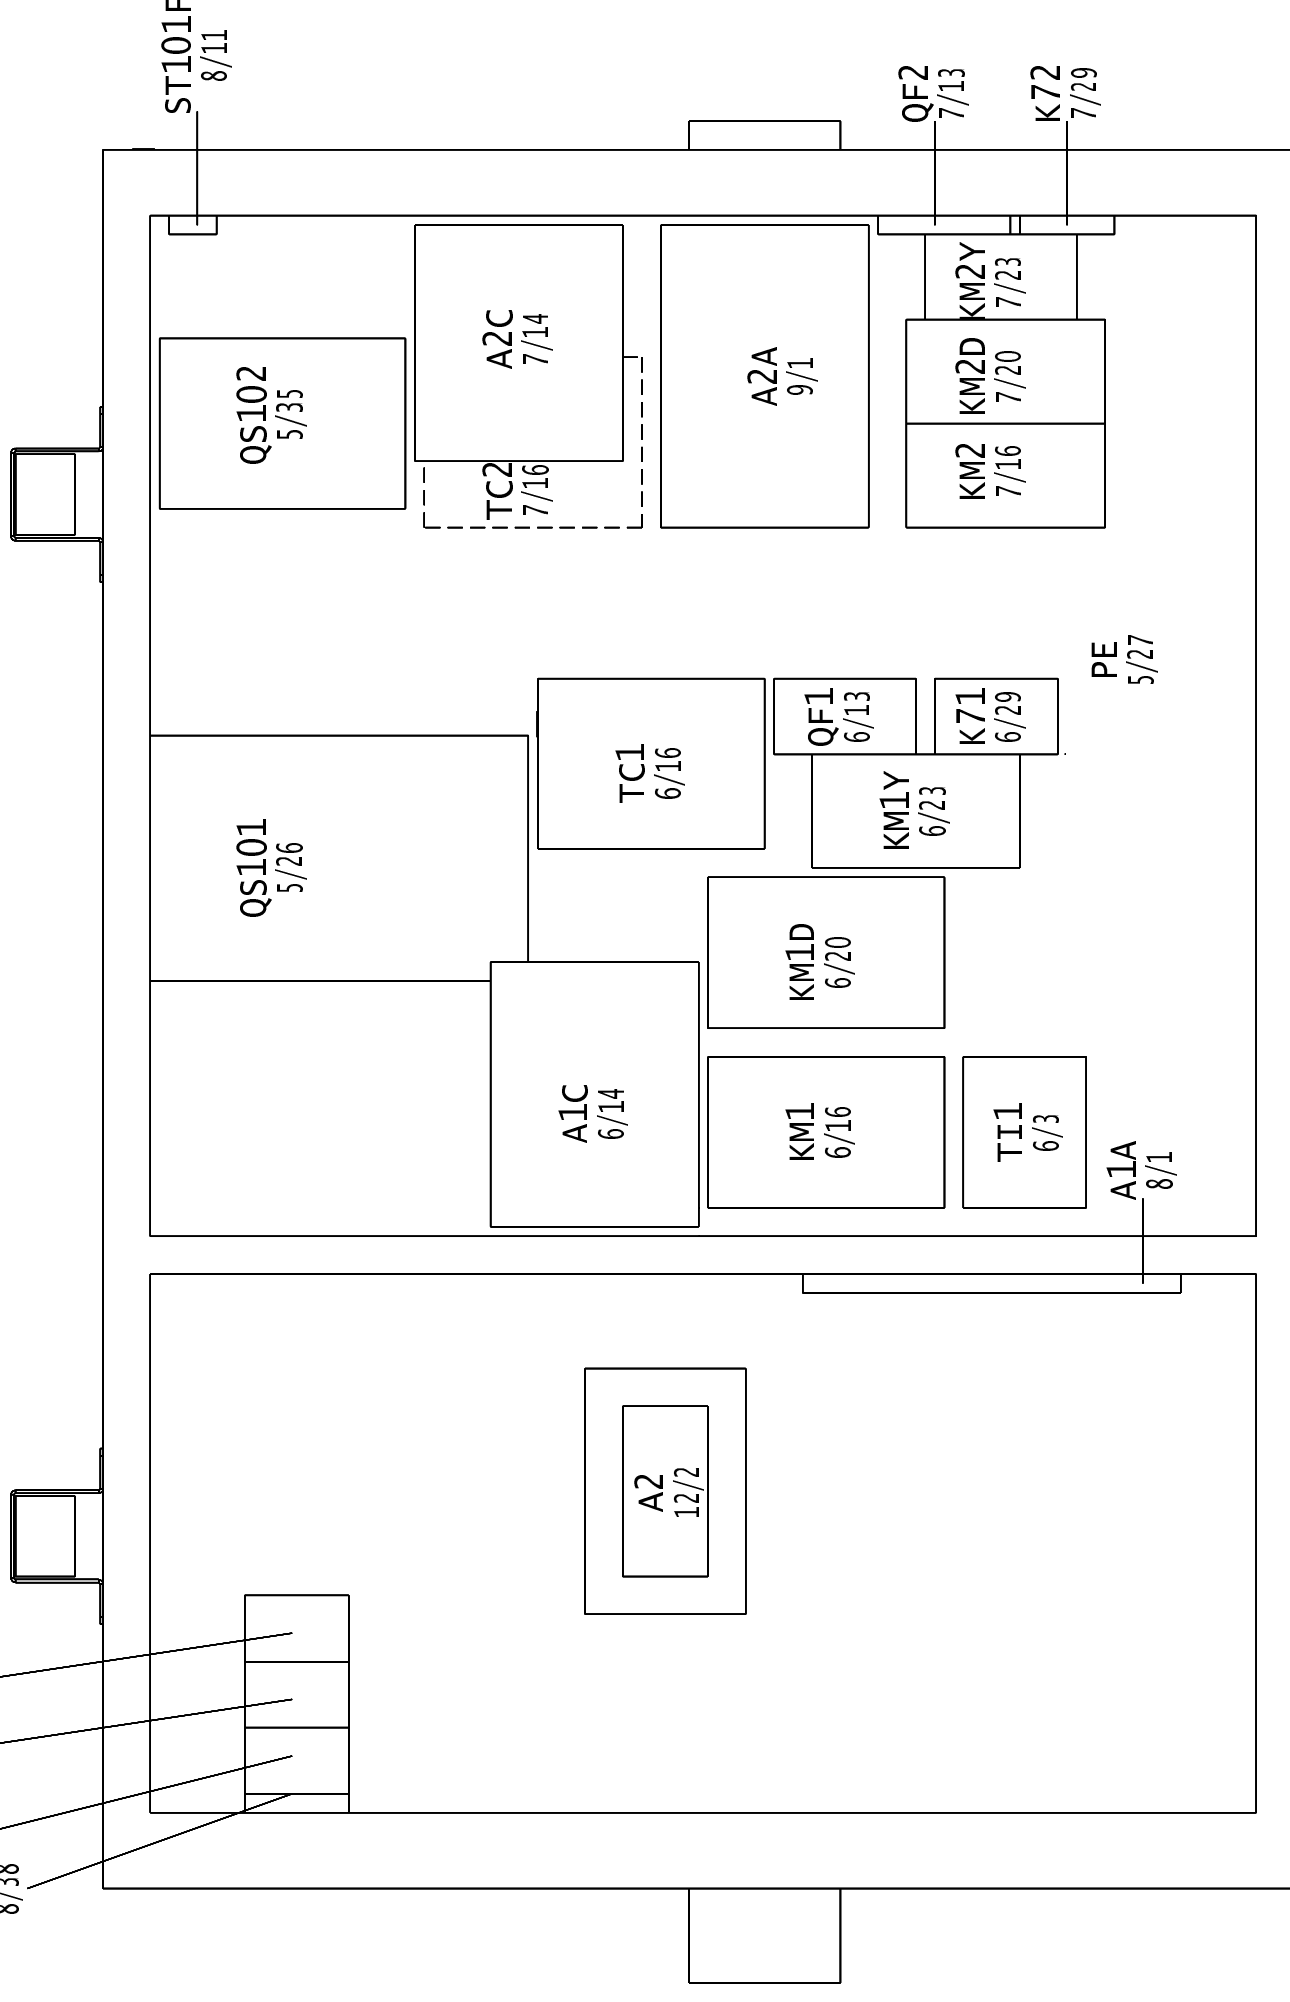 ST101F
8/11
QF2
7/13
K72
7/29
KM2Y
7/23
A2C
7/14
A2A
9/1
KM2D
7/20
QS102
5/35
TC2
7/16
KM2
7/16
PE
5/27
QF1
6/13
K71
6/29
TC1
6/16
KM1Y
6/23
QS101
5/26
KM1D
6/20
A1C
6/14
KM1
6/16
TI1
6/3
A1A
8/1
A2
12/2
8/38